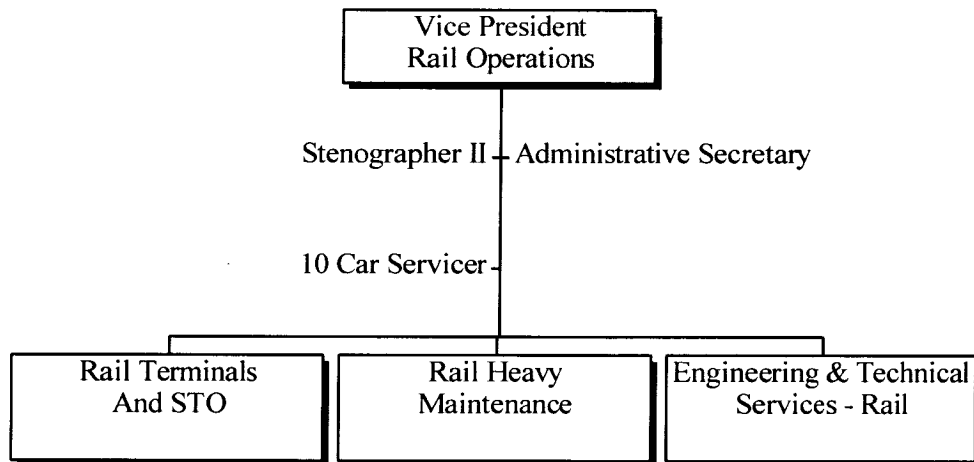 Vice President
Rail Operations
Stenographer II
Administrative Secretary
10 Car Servicer
Rail Terminals
And STO
Rail Heavy
Maintenance
Engineering & Technical
Services - Rail